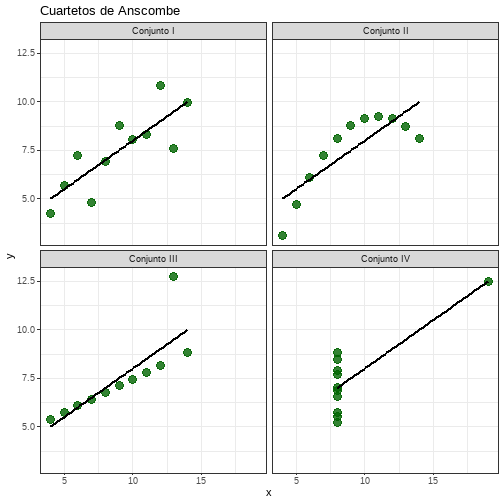 Cuartetos de Anscombe
Conjunto I
Conjunto II
12.5
10.0
7.5
5.0
Conjunto III
Conjunto IV
12.5
10.0
7.5
5.0
y
5 10 15
5 10 15
x